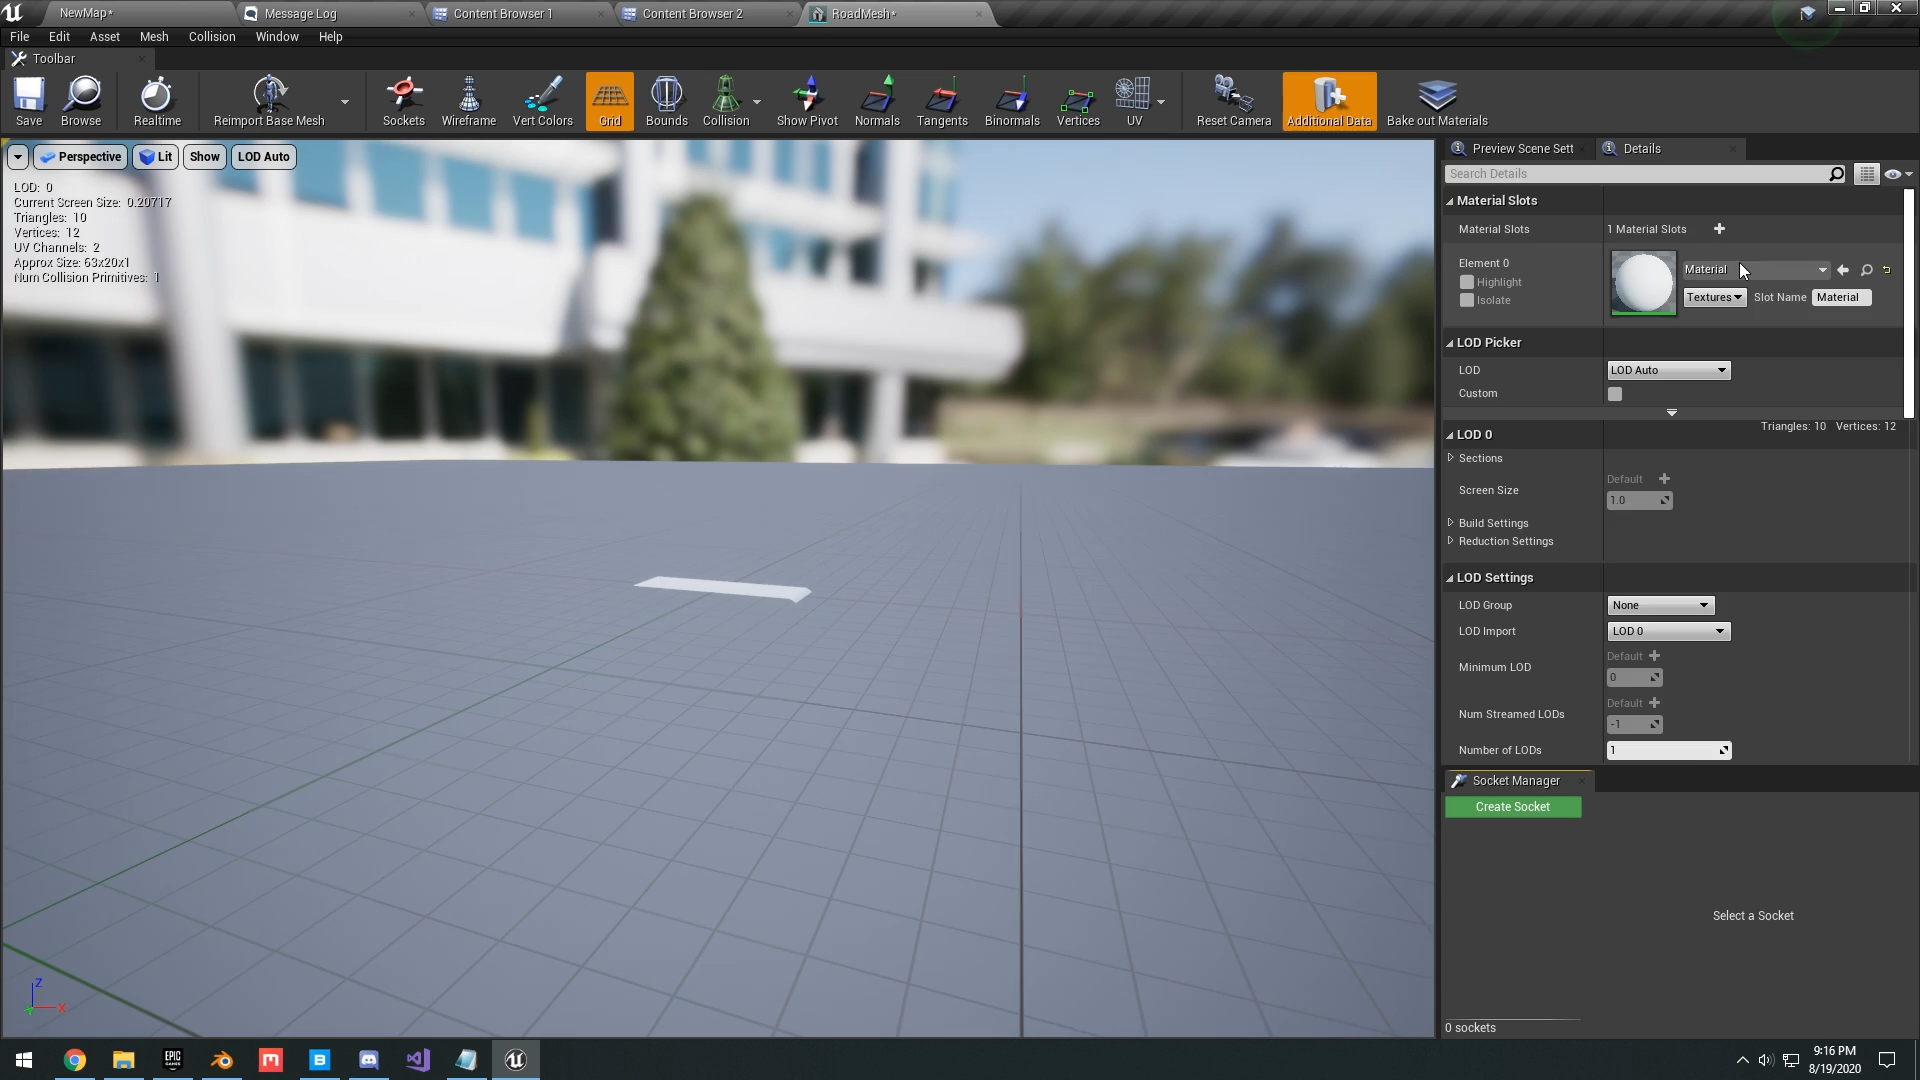 NewMap*
Message Log
Content Browser 1
Content Browser 2
RoadMesh*
File Edit Asset Mesh Collision Window Help
Toolbar
Save Browse Realtime Reimport Base Mesh Sockets Wireframe Vert Colors Grid Bounds Collision Show Pivot Normals Tangents Binormals Vertices UV Reset Camera Additional Data Bake out Materials
Perspective Lit Show LOD Auto
LOD: 0
Current Screen Size: 0.20717
Triangles: 10
Vertices: 12
UV Channels: 2
Approx Size: 63x20x1
Num Collision Primitives: 1
Z
X
Preview Scene Sett
Details
Search Details
Material Slots
Material Slots 1 Material Slots
Element 0
Highlight
Isolate
Material
Textures Slot Name Material
LOD Picker
LOD LOD Auto
Custom
LOD 0 Triangles: 10 Vertices: 12
Sections
Screen Size Default
1.0
Build Settings
Reduction Settings
LOD Settings
LOD Group None
LOD Import LOD 0
Minimum LOD Default
0
Num Streamed LODs Default
-1
Number of LODs 1
Socket Manager
Create Socket
Select a Socket
0 sockets
EPIC
GAMES
M
B
9:16 PM
8/19/2020